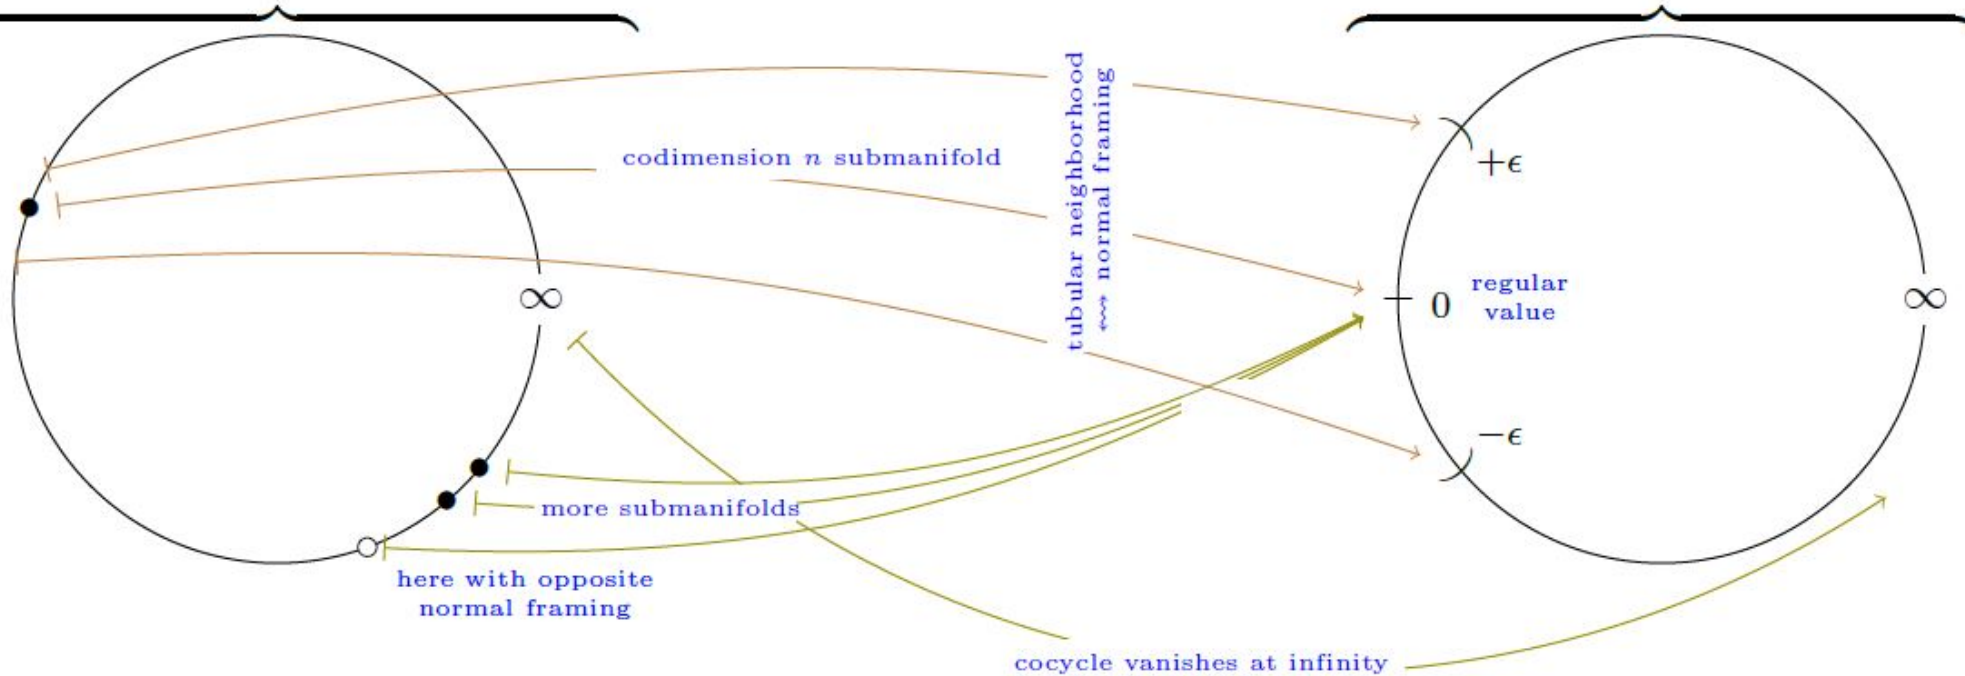 codimension n submanifold
tubular neighborhood
⇝ normal framing
+ϵ
∞
0
regular
value
∞
−ϵ
more submanifolds
here with opposite
normal framing
cocycle vanishes at infinity